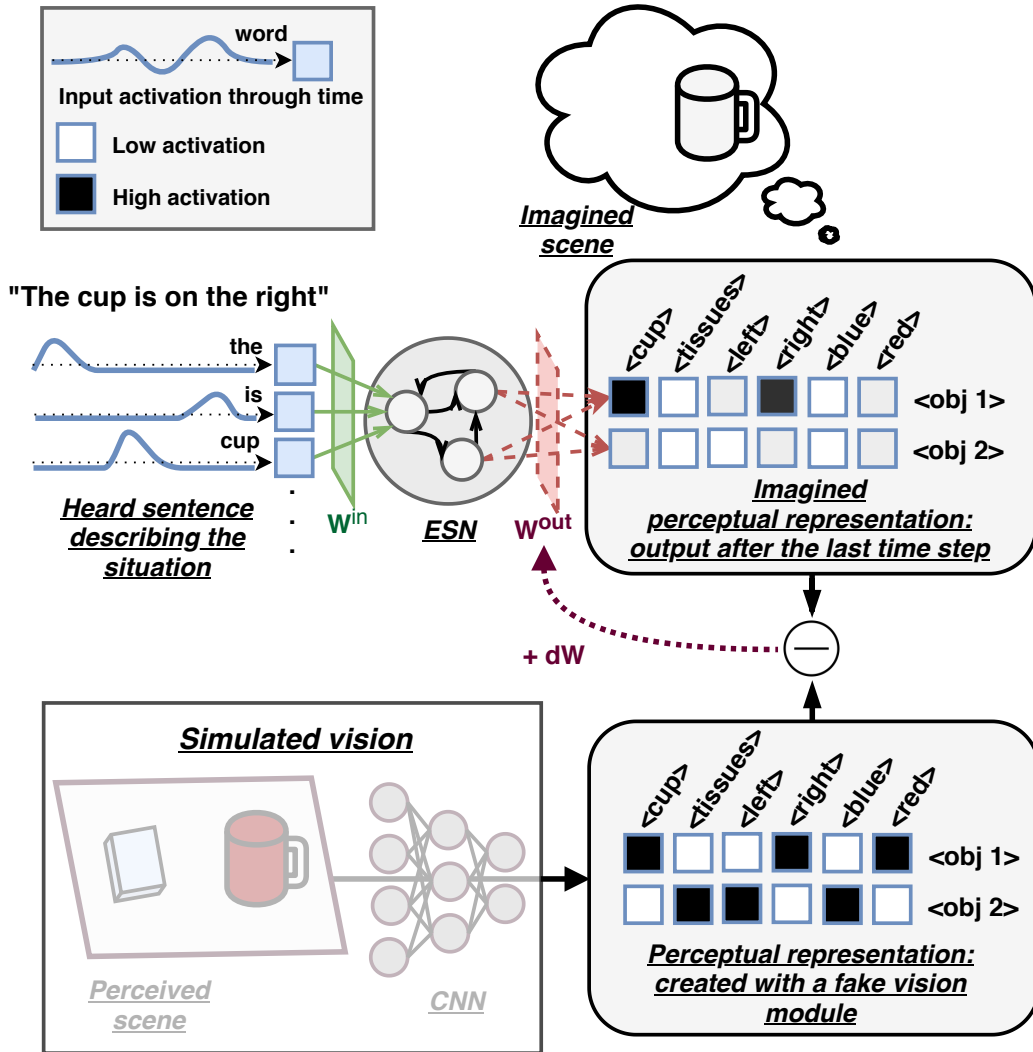 word
Input activation through time
Low activation
High activation
Imagined
scene
"The cup is on the right"
the
is
cup
.
.
.
Heard sentence
describing the
situation
W^in
ESN
W^out
<cup>
<tissues>
<left>
<right>
<blue>
<red>
<obj 1>
<obj 2>
Imagined
perceptual representation:
output after the last time step
+ dW
Simulated vision
Perceived
scene
CNN
<cup>
<tissues>
<left>
<right>
<blue>
<red>
<obj 1>
<obj 2>
Perceptual representation:
created with a fake vision
module